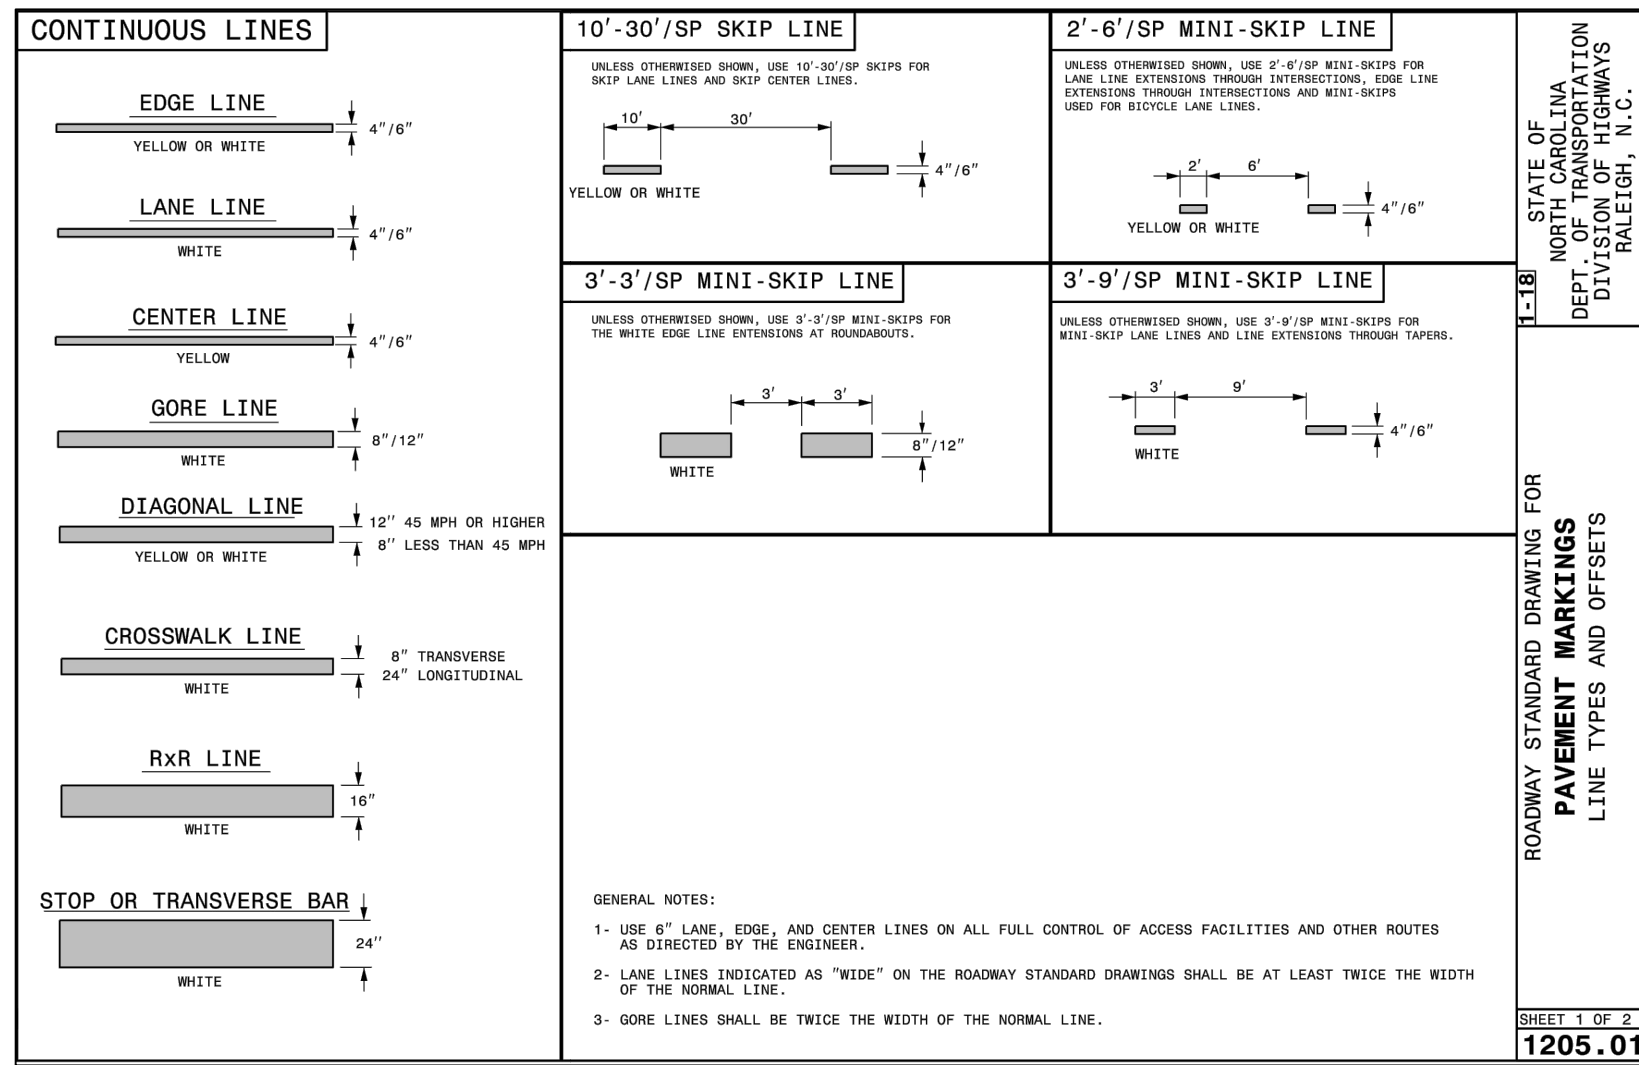 CONTINUOUS LINES
EDGE LINE
4"/6"
YELLOW OR WHITE
LANE LINE
4"/6"
WHITE
CENTER LINE
4"/6"
YELLOW
GORE LINE
8"/12"
WHITE
DIAGONAL LINE
12'' 45 MPH OR HIGHER
8'' LESS THAN 45 MPH
YELLOW OR WHITE
CROSSWALK LINE
8" TRANSVERSE
24" LONGITUDINAL
WHITE
RxR LINE
16"
WHITE
STOP OR TRANSVERSE BAR
24''
WHITE
10'-30'/SP SKIP LINE
UNLESS OTHERWISED SHOWN, USE 10'-30'/SP SKIPS FOR
SKIP LANE LINES AND SKIP CENTER LINES.
10' 30'
4"/6"
YELLOW OR WHITE
2'-6'/SP MINI-SKIP LINE
UNLESS OTHERWISED SHOWN, USE 2'-6'/SP MINI-SKIPS FOR
LANE LINE EXTENSIONS THROUGH INTERSECTIONS, EDGE LINE
EXTENSIONS THROUGH INTERSECTIONS AND MINI-SKIPS
USED FOR BICYCLE LANE LINES.
2' 6'
4"/6"
YELLOW OR WHITE
3'-3'/SP MINI-SKIP LINE
UNLESS OTHERWISED SHOWN, USE 3'-3'/SP MINI-SKIPS FOR
THE WHITE EDGE LINE ENTENSIONS AT ROUNDABOUTS.
3' 3'
8"/12"
WHITE
3'-9'/SP MINI-SKIP LINE
UNLESS OTHERWISED SHOWN, USE 3'-9'/SP MINI-SKIPS FOR
MINI-SKIP LANE LINES AND LINE EXTENSIONS THROUGH TAPERS.
3' 9'
4"/6"
WHITE
GENERAL NOTES:
1- USE 6" LANE, EDGE, AND CENTER LINES ON ALL FULL CONTROL OF ACCESS FACILITIES AND OTHER ROUTES
AS DIRECTED BY THE ENGINEER.
2- LANE LINES INDICATED AS "WIDE" ON THE ROADWAY STANDARD DRAWINGS SHALL BE AT LEAST TWICE THE WIDTH
OF THE NORMAL LINE.
3- GORE LINES SHALL BE TWICE THE WIDTH OF THE NORMAL LINE.
1-18
STATE OF
NORTH CAROLINA
DEPT. OF TRANSPORTATION
DIVISION OF HIGHWAYS
RALEIGH, N.C.
ROADWAY STANDARD DRAWING FOR
PAVEMENT MARKINGS
LINE TYPES AND OFFSETS
SHEET 1 OF 2
1205.01